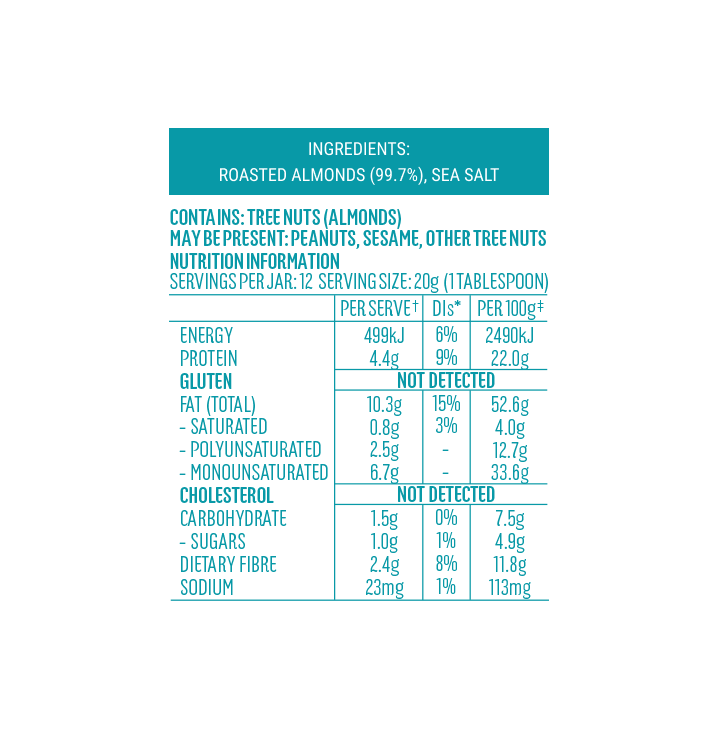 INGREDIENTS:
ROASTED ALMONDS (99.7%), SEA SALT
CONTAINS: TREE NUTS (ALMONDS)
MAY BE PRESENT: PEANUTS, SESAME, OTHER TREE NUTS
NUTRITION INFORMATION
SERVINGS PER JAR: 12 SERVING SIZE: 20g (1 TABLESPOON)
PER SERVE† DIs* PER 100g‡
ENERGY 499kJ 6% 2490kJ
PROTEIN 4.4g 9% 22.0g
GLUTEN NOT DETECTED
FAT (TOTAL) 10.3g 15% 52.6g
- SATURATED 0.8g 3% 4.0g
- POLYUNSATURATED 2.5g - 12.7g
- MONOUNSATURATED 6.7g - 33.6g
CHOLESTEROL NOT DETECTED
CARBOHYDRATE 1.5g 0% 7.5g
- SUGARS 1.0g 1% 4.9g
DIETARY FIBRE 2.4g 8% 11.8g
SODIUM 23mg 1% 113mg